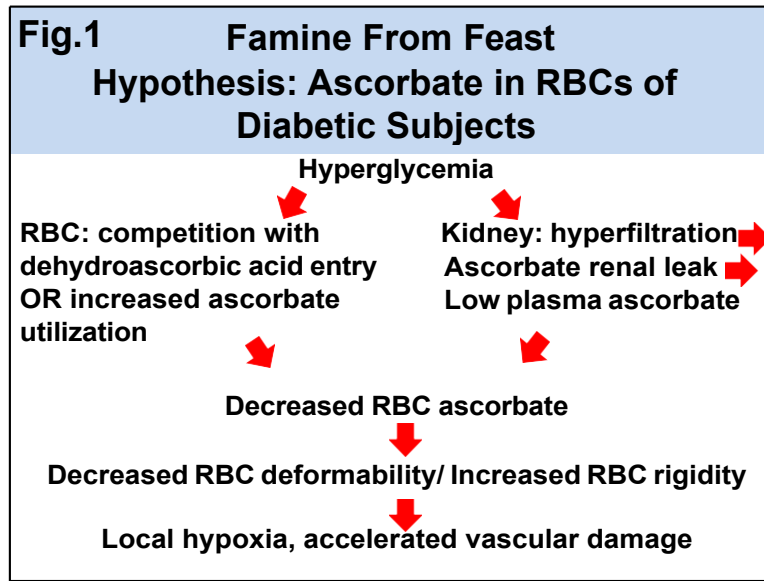 Fig.1
Famine From Feast
Hypothesis: Ascorbate in RBCs of
Diabetic Subjects
Hyperglycemia
RBC: competition with
dehydroascorbic acid entry
OR increased ascorbate
utilization
Kidney: hyperfiltration
Ascorbate renal leak
Low plasma ascorbate
Decreased RBC ascorbate
Decreased RBC deformability/ Increased RBC rigidity
Local hypoxia, accelerated vascular damage